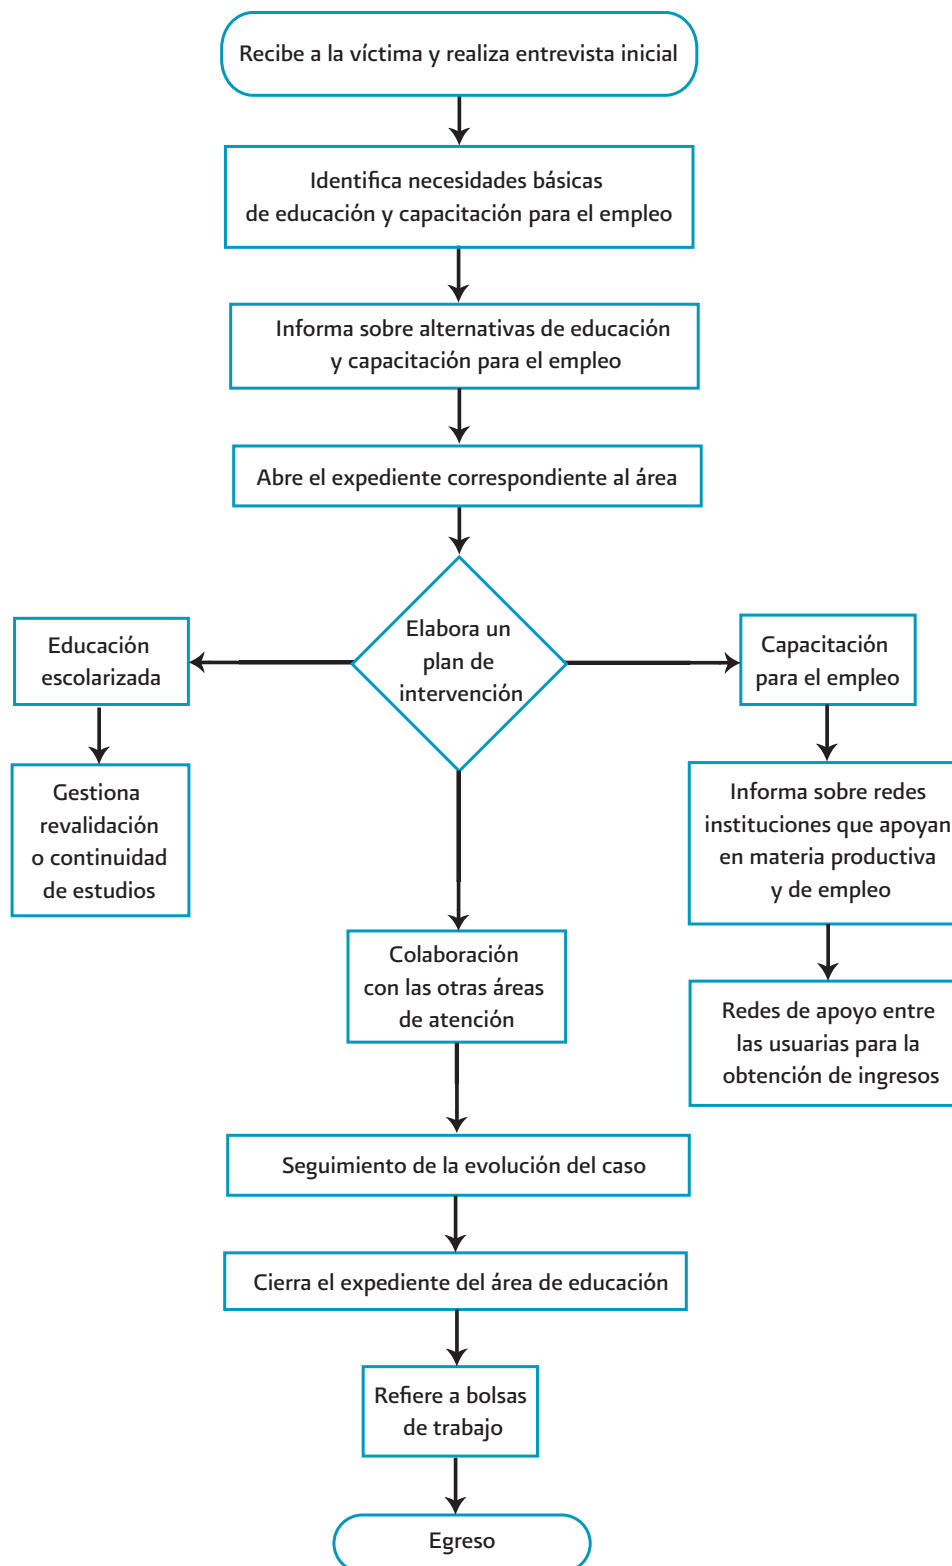 Recibe a la víctima y realiza entrevista inicial
Identifica necesidades básicas
de educación y capacitación para el empleo
Informa sobre alternativas de educación
y capacitación para el empleo
Abre el expediente correspondiente al área
Elabora un
plan de
intervención
Educación
escolarizada
Gestiona
revalidación
o continuidad
de estudios
Capacitación
para el empleo
Informa sobre redes
instituciones que apoyan
en materia productiva
y de empleo
Redes de apoyo entre
las usuarias para la
obtención de ingresos
Colaboración
con las otras áreas
de atención
Seguimiento de la evolución del caso
Cierra el expediente del área de educación
Refiere a bolsas
de trabajo
Egreso